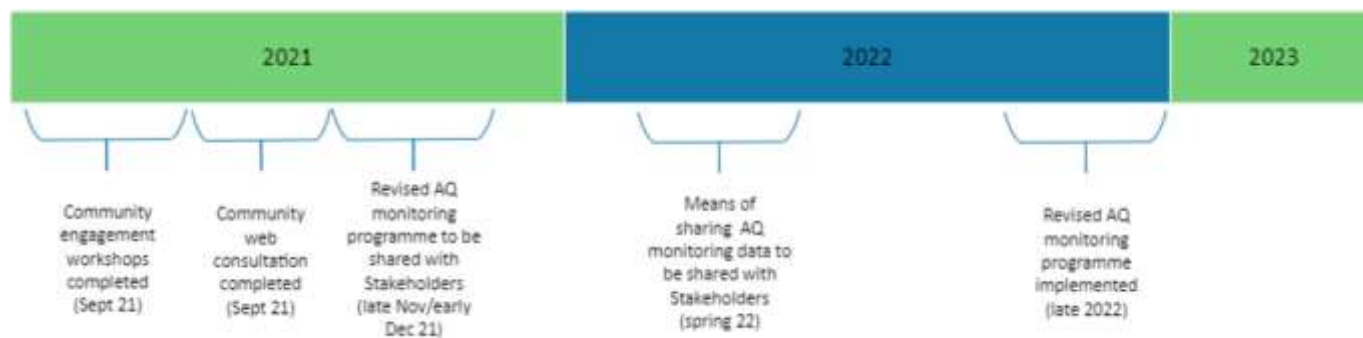 2021
2022
2023
Community
engagement
workshops
completed
(Sept 21)
Community
web
consultation
completed
(Sept 21)
Revised AQ
monitoring
programme to be
shared with
Stakeholders
(late Nov/early
Dec 21)
Means of
sharing AQ
monitoring data to
be shared with
Stakeholders
(spring 22)
Revised AQ
monitoring
programme
implemented
(late 2022)